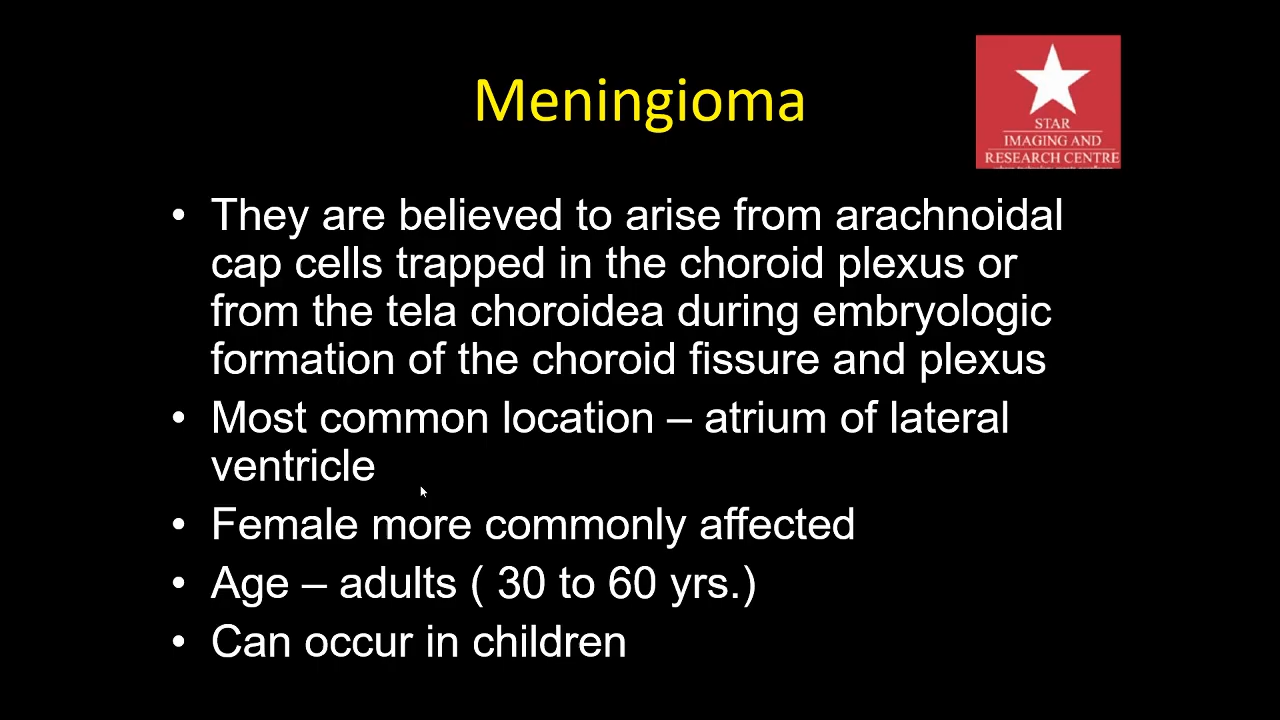 Meningioma
STAR
IMAGING AND
RESEARCH CENTRE
• They are believed to arise from arachnoidal
cap cells trapped in the choroid plexus or
from the tela choroidea during embryologic
formation of the choroid fissure and plexus
• Most common location – atrium of lateral
ventricle
• Female more commonly affected
• Age – adults ( 30 to 60 yrs.)
• Can occur in children